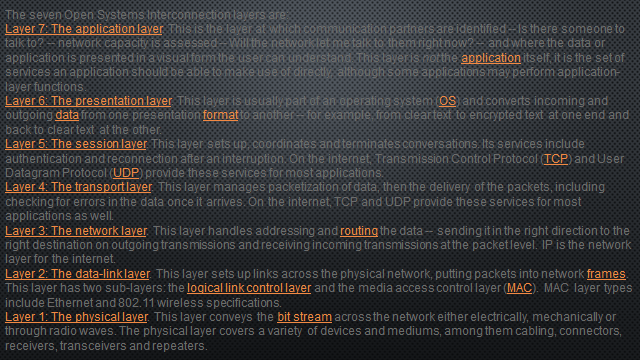 The seven Open Systems Interconnection layers are:
Layer 7: The application layer. This is the layer at which communication partners are identified -- Is there someone to
talk to? -- network capacity is assessed -- Will the network let me talk to them right now? -- and where the data or
application is presented in a visual form the user can understand. This layer is not the application itself, it is the set of
services an application should be able to make use of directly, although some applications may perform application-
layer functions.
Layer 6: The presentation layer. This layer is usually part of an operating system (OS) and converts incoming and
outgoing data from one presentation format to another -- for example, from clear text to encrypted text at one end and
back to clear text at the other.
Layer 5: The session layer. This layer sets up, coordinates and terminates conversations. Its services include
authentication and reconnection after an interruption. On the internet, Transmission Control Protocol (TCP) and User
Datagram Protocol (UDP) provide these services for most applications.
Layer 4: The transport layer. This layer manages packetization of data, then the delivery of the packets, including
checking for errors in the data once it arrives. On the internet, TCP and UDP provide these services for most
applications as well.
Layer 3: The network layer. This layer handles addressing and routing the data -- sending it in the right direction to the
right destination on outgoing transmissions and receiving incoming transmissions at the packet level. IP is the network
layer for the internet.
Layer 2: The data-link layer. This layer sets up links across the physical network, putting packets into network frames.
This layer has two sub-layers: the logical link control layer and the media access control layer (MAC). MAC layer types
include Ethernet and 802.11 wireless specifications.
Layer 1: The physical layer. This layer conveys the bit stream across the network either electrically, mechanically or
through radio waves. The physical layer covers a variety of devices and mediums, among them cabling, connectors,
receivers, transceivers and repeaters.